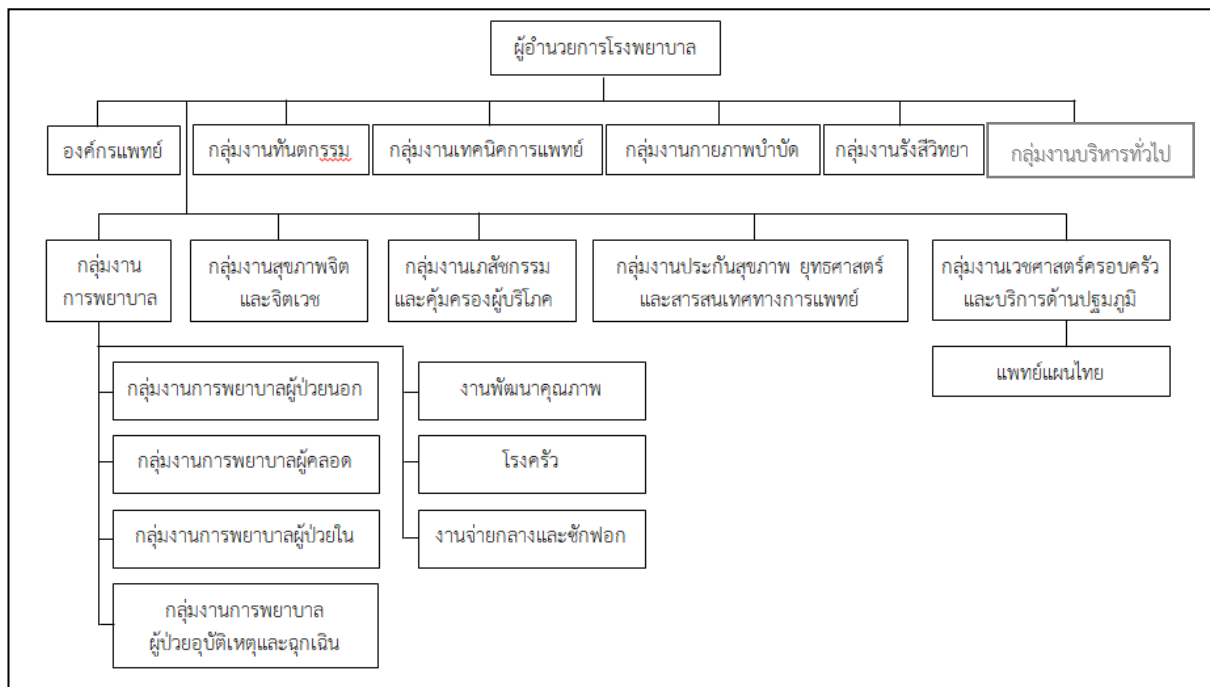 ผู้อำนวยการโรงพยาบาล
องค์กรแพทย์
กลุ่มงานทันตกรรม
กลุ่มงานเทคนิคการแพทย์
กลุ่มงานกายภาพบำบัด
กลุ่มงานรังสีวิทยา
กลุ่มงานบริหารทั่วไป
กลุ่มงาน
การพยาบาล
กลุ่มงานสุขภาพจิต
และจิตเวช
กลุ่มงานเภสัชกรรม
และคุ้มครองผู้บริโภค
กลุ่มงานประกันสุขภาพ ยุทธศาสตร์
และสารสนเทศทางการแพทย์
กลุ่มงานเวชศาสตร์ครอบครัว
และบริการด้านปฐมภูมิ
กลุ่มงานการพยาบาลผู้ป่วยนอก
งานพัฒนาคุณภาพ
แพทย์แผนไทย
กลุ่มงานการพยาบาลผู้คลอด
โรงครัว
กลุ่มงานการพยาบาลผู้ป่วยใน
งานจ่ายกลางและซักฟอก
กลุ่มงานการพยาบาล
ผู้ป่วยอุบัติเหตุและฉุกเฉิน